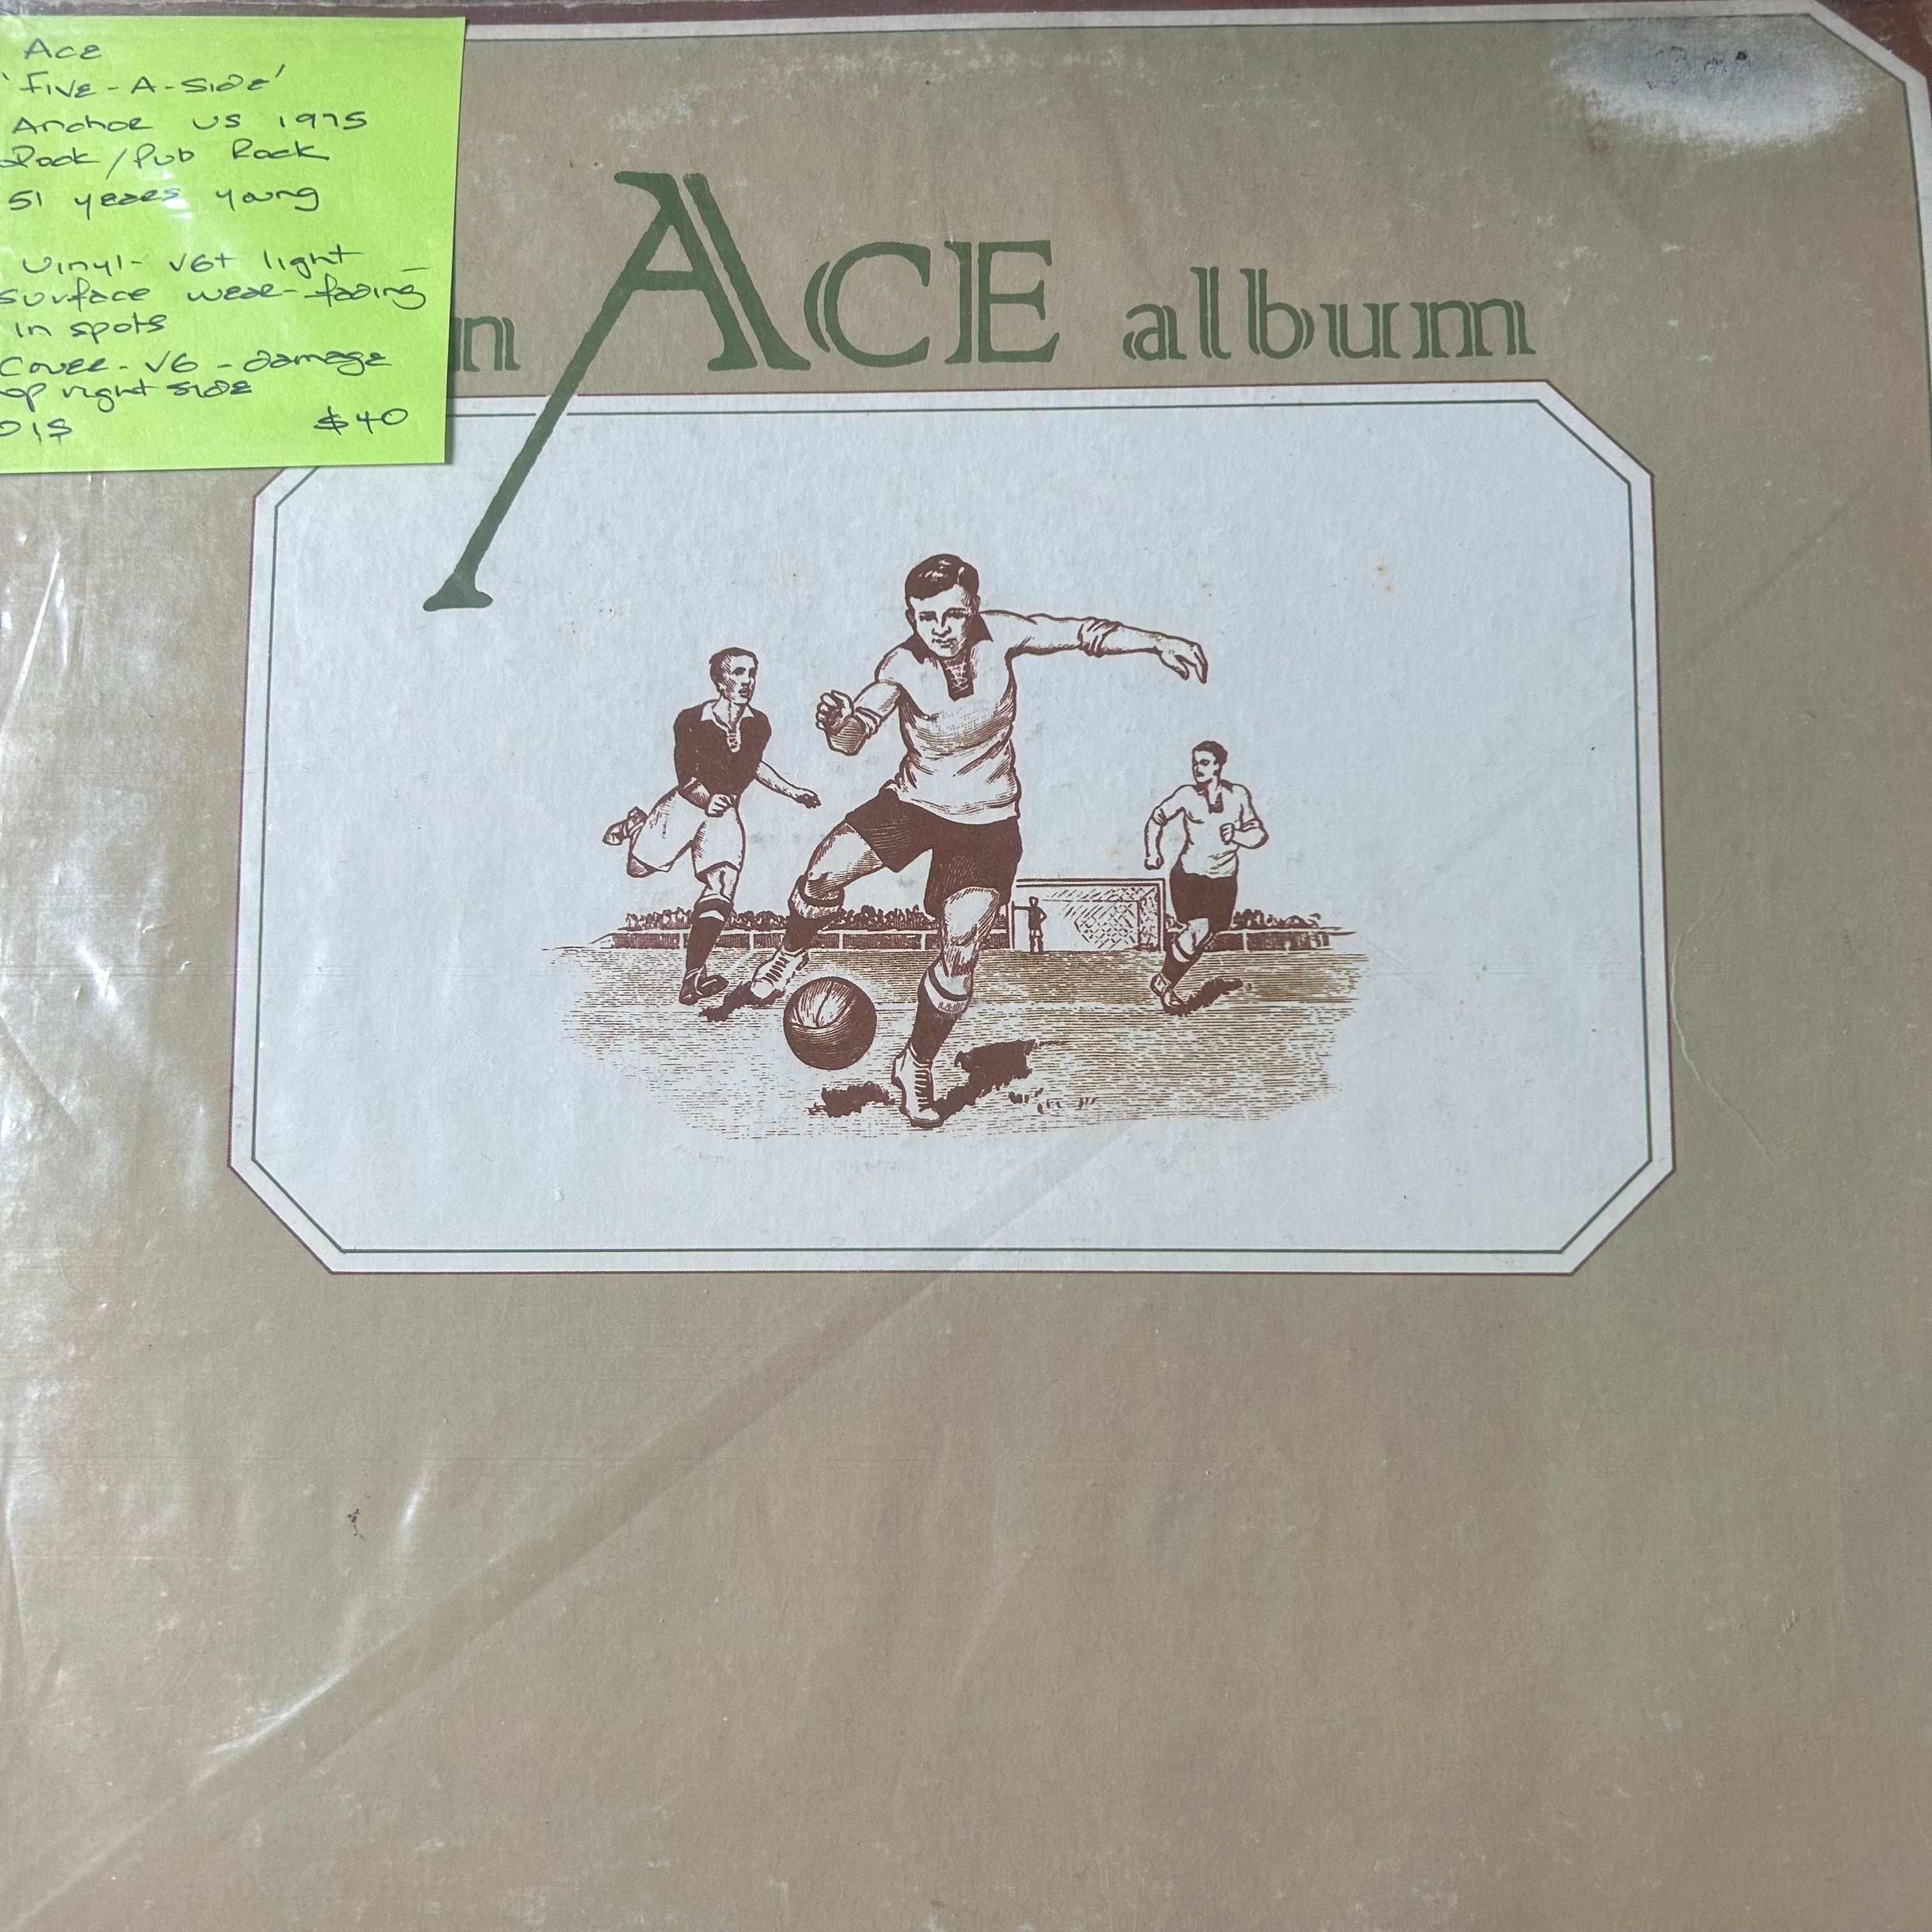 Ace
'Five-A-Side'
Anchor US 1975
Rock/Pub Rock
51 years young
Vinyl- VG+ light
surface wear-fading
in spots
Cover- VG - damage
op right side
OIS $40
n ACE album